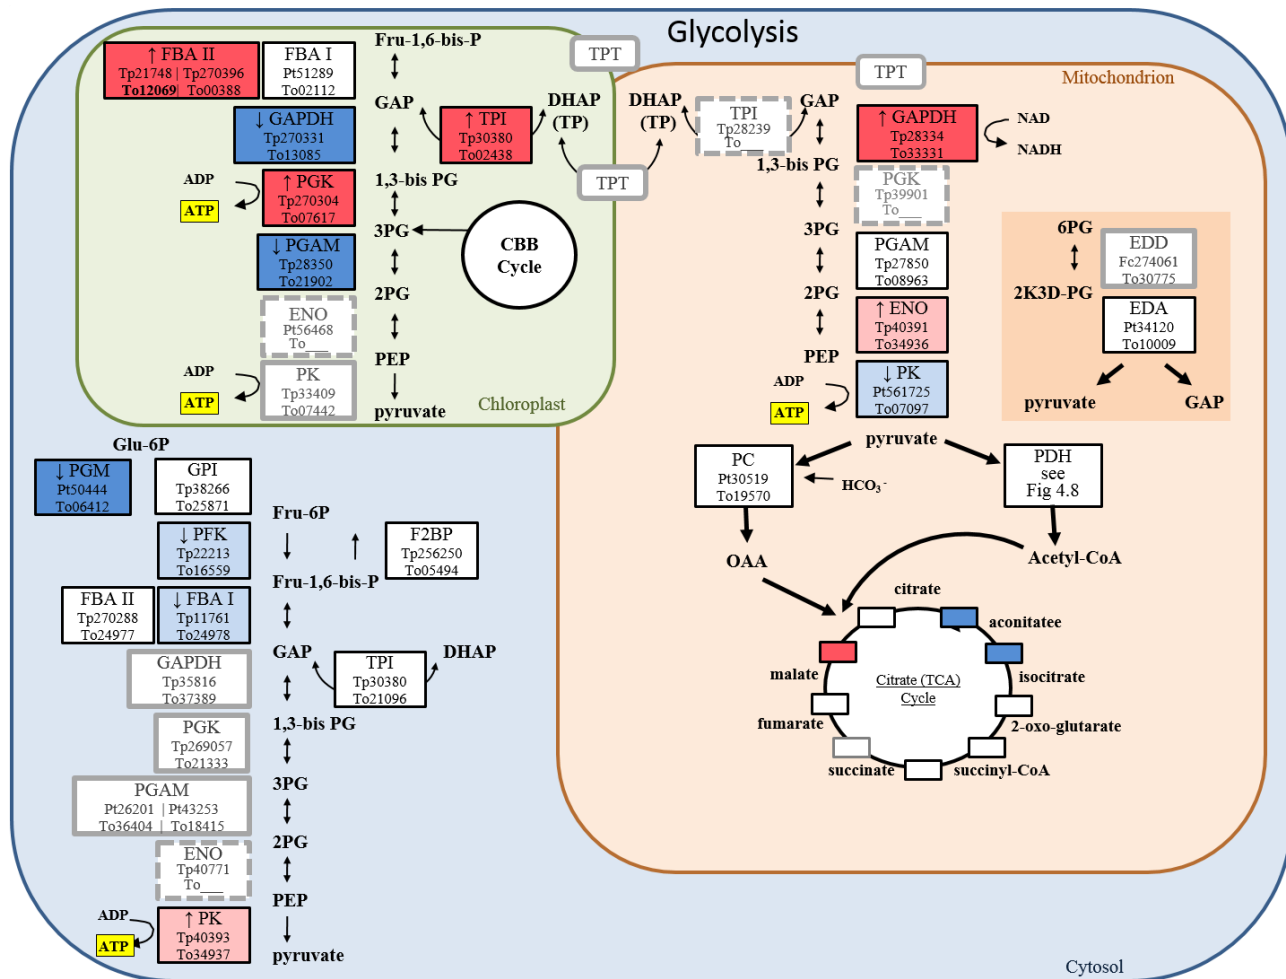 Glycolysis
↑ FBA II
Tp21748 | Tp270396
To12069| To00388
FBA I
Pt51289
To02112
Fru-1,6-bis-P
TPT
↓ GAPDH
Tp270331
To13085
GAP
↑ TPI
Tp30380
To02438
DHAP
(TP)
TPT
ADP
ATP
↑ PGK
Tp270304
To07617
1,3-bis PG
3PG
CBB
Cycle
↓ PGAM
Tp28350
To21902
2PG
ENO
Pt56468
To___
PEP
ADP
ATP
PK
Tp33409
To07442
pyruvate
Chloroplast
TPT
Mitochondrion
DHAP
(TP)
TPI
Tp28239
To___
GAP
↑ GAPDH
Tp28334
To33331
NAD
NADH
1,3-bis PG
PGK
Tp39901
To___
3PG
PGAM
Tp27850
To08963
2PG
↑ ENO
Tp40391
To34936
PEP
ADP
ATP
↓ PK
Pt561725
To07097
6PG
EDD
Fc274061
To30775
2K3D-PG
EDA
Pt34120
To10009
pyruvate
GAP
pyruvate
PC
Pt30519
To19570
HCO₃⁻
PDH
see
Fig 4.8
OAA
Acetyl-CoA
citrate
aconitatee
isocitrate
2-oxo-glutarate
succinyl-CoA
succinate
fumarate
malate
Citrate (TCA)
Cycle
Glu-6P
↓ PGM
Pt50444
To06412
GPI
Tp38266
To25871
Fru-6P
↓ PFK
Tp22213
To16559
F2BP
Tp256250
To05494
Fru-1,6-bis-P
FBA II
Tp270288
To24977
↓ FBA I
Tp11761
To24978
GAP
TPI
Tp30380
To21096
DHAP
GAPDH
Tp35816
To37389
1,3-bis PG
PGK
Tp269057
To21333
3PG
PGAM
Pt26201 | Pt43253
To36404 | To18415
2PG
ENO
Tp40771
To___
PEP
ADP
ATP
↑ PK
Tp40393
To34937
pyruvate
Cytosol